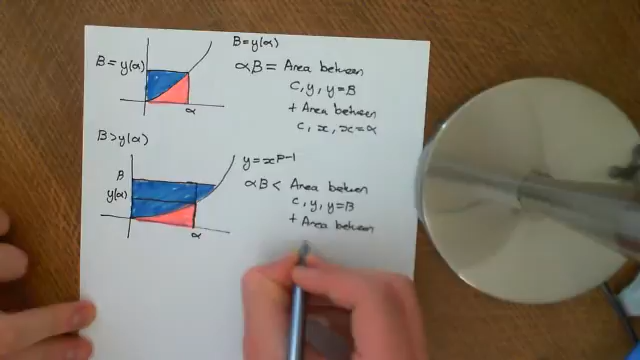 B = y(α)
B = y(α)
αB = Area between
c, y, y = B
+ Area between
c, x, x = α
α
B > y(α)
y = x^{p-1}
B
y(α)
αB < Area between
c, y, y = B
+ Area between
α